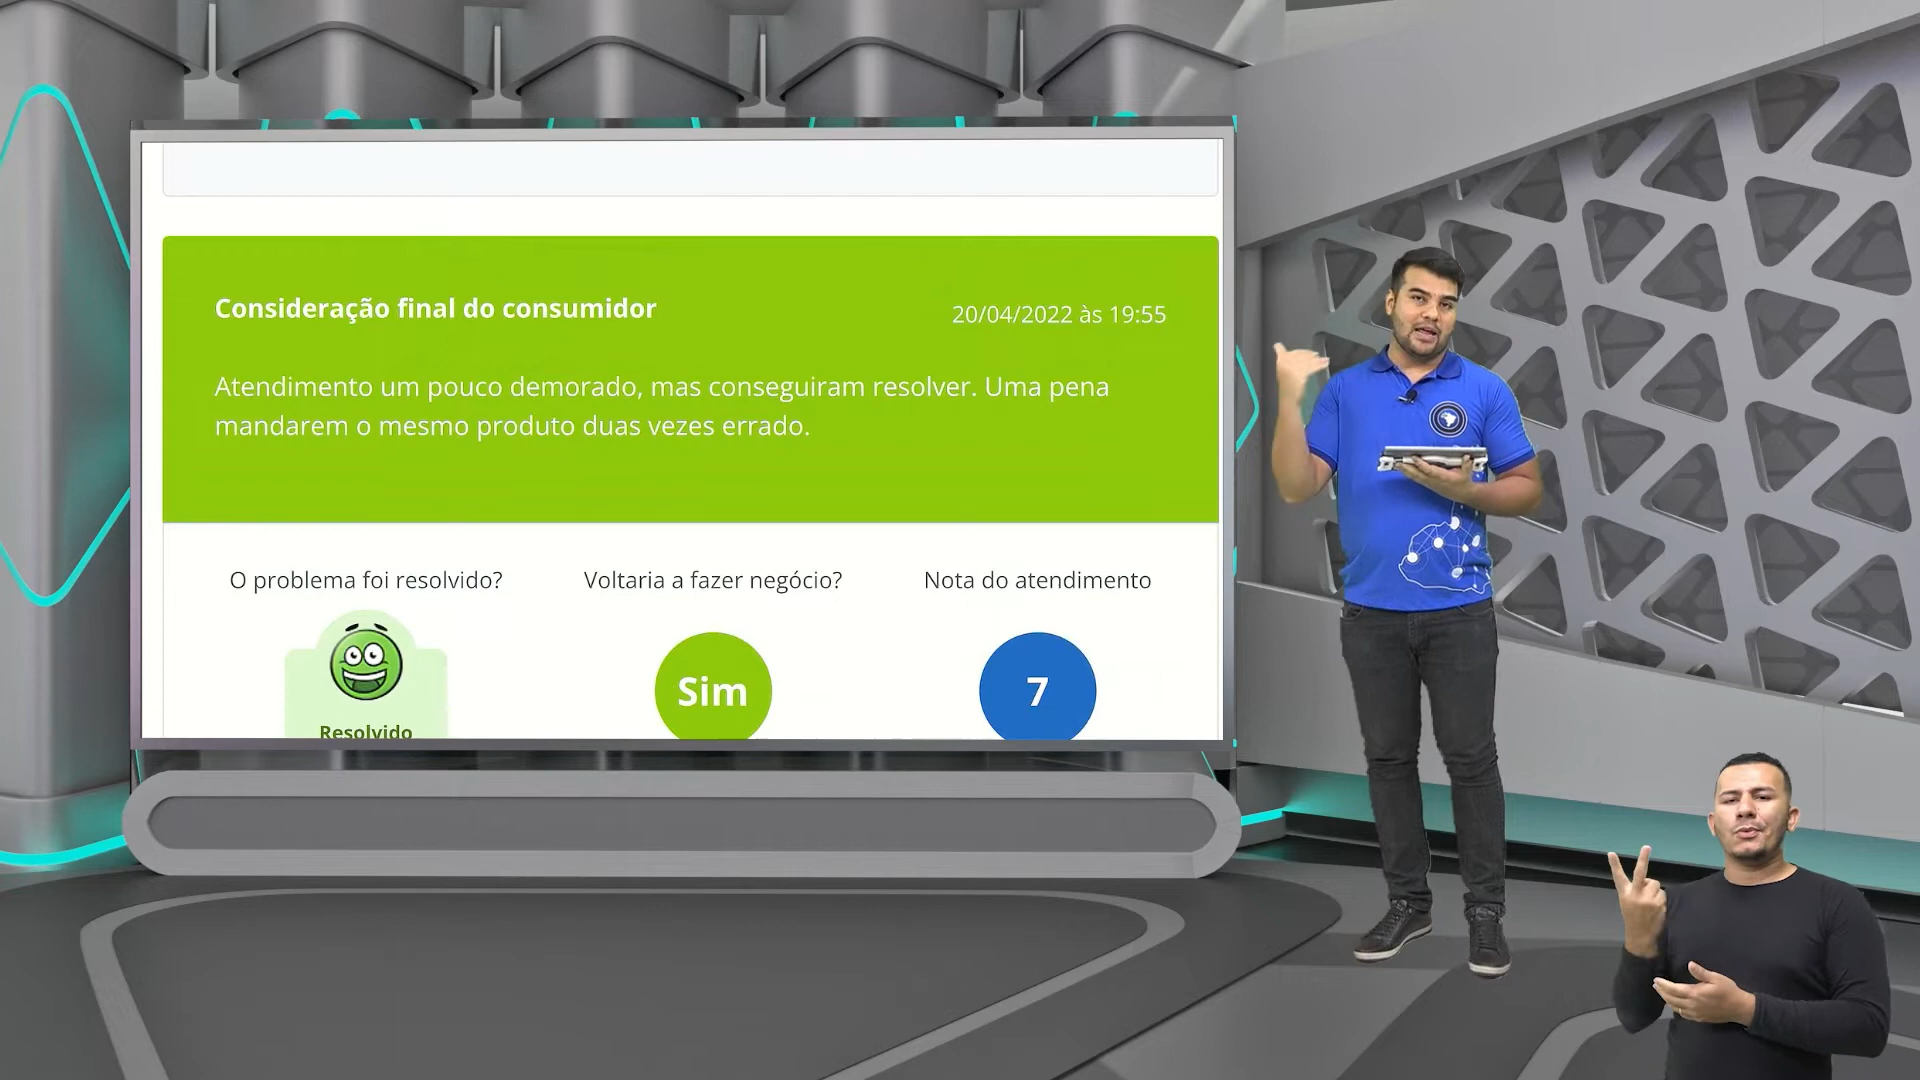 Consideração final do consumidor
20/04/2022 às 19:55
Atendimento um pouco demorado, mas conseguiram resolver. Uma pena
mandarem o mesmo produto duas vezes errado.
O problema foi resolvido?
Voltaria a fazer negócio?
Nota do atendimento
Resolvido
Sim
7